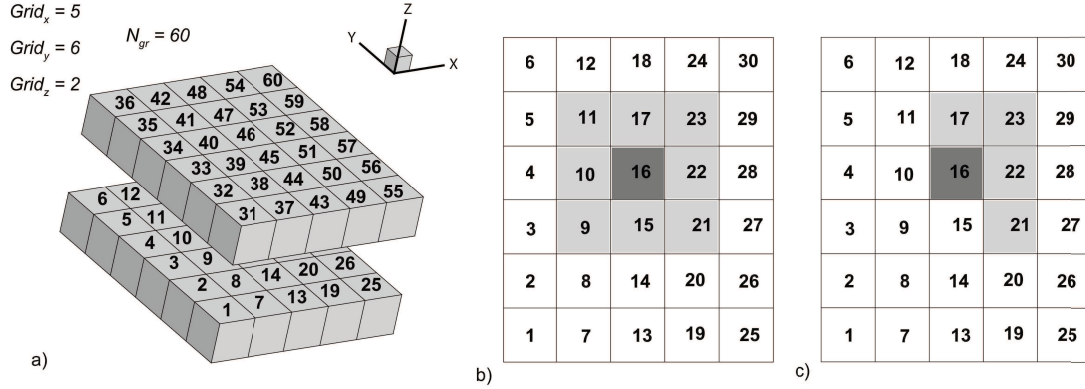 Grid_x = 5
Grid_y = 6
N_gr = 60
Grid_z = 2
Z
Y
X
36 42 48 54 60
35 41 47 53 59
34 40 46 52 58
33 39 45 51 57
32 38 44 50 56
31 37 43 49 55
6 12
5 11
4 10
3 9
2 8 14 20 26
1 7 13 19 25
a)
6 12 18 24 30
5 11 17 23 29
4 10 16 22 28
3 9 15 21 27
2 8 14 20 26
1 7 13 19 25
b)
6 12 18 24 30
5 11 17 23 29
4 10 16 22 28
3 9 15 21 27
2 8 14 20 26
1 7 13 19 25
c)